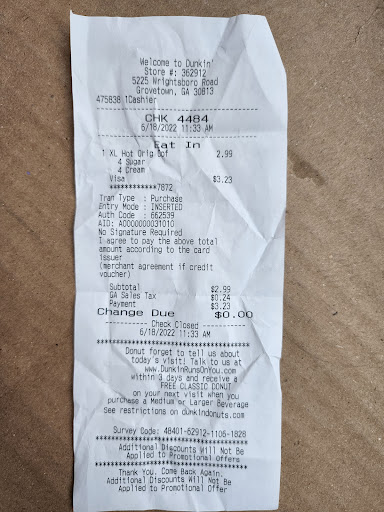 Welcome to Dunkin'
Store #: 362912
5225 Wrightsboro Road
Grovetown, GA 30813
475838 1Cashier
CHK 4484
6/18/2022 11:33 AM
Eat In
1 XL Hot Orig Dcf 2.99
4 Sugar
4 Cream
Visa $3.23
************7872
Tran Type : Purchase
Entry Mode : INSERTED
Auth Code : 662539
AID: A0000000031010
No Signature Required
I agree to pay the above total
amount according to the card
issuer
(merchant agreement if credit
voucher)
Subtotal $2.99
GA Sales Tax $0.24
Payment $3.23
Change Due $0.00
---------- Check Closed ----------
6/18/2022 11:33 AM
Donut forget to tell us about
today's visit! Talk to us at
www.DunkinRunsOnYou.com
within 3 days and receive a
FREE CLASSIC DONUT
on your next visit when you
purchase a Medium or Larger Beverage
See restrictions on dunkindonuts.com
Survey Code: 48401-62912-1106-1828
Additional Discounts Will Not Be
Applied to Promotional Offers
Thank You. Come Back Again.
Additional Discounts Will Not Be
Applied to Promotional Offer